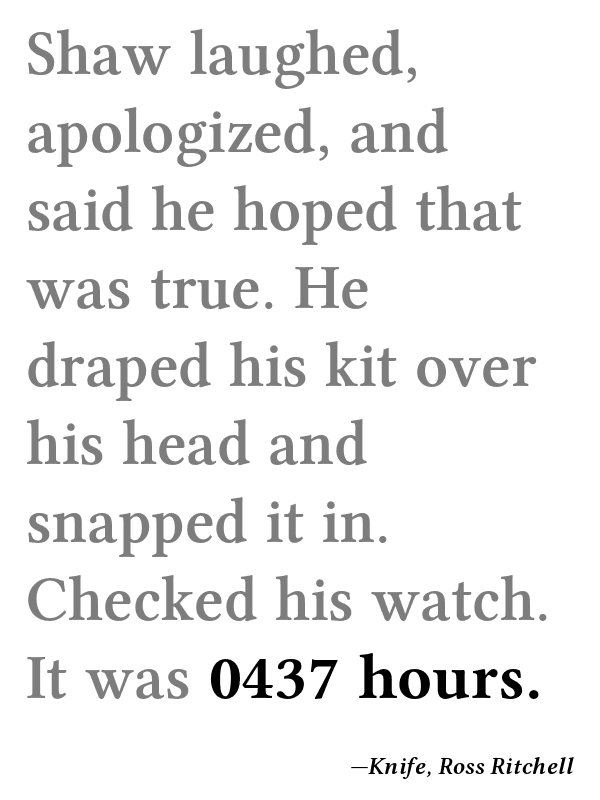 Shaw laughed,
apologized, and
said he hoped that
was true. He
draped his kit over
his head and
snapped it in.
Checked his watch.
It was 0437 hours.
—Knife, Ross Ritchell